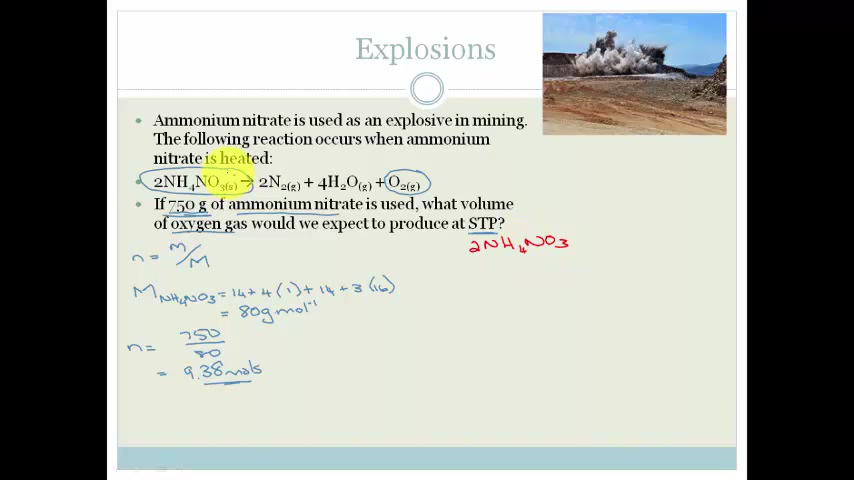 Explosions
• Ammonium nitrate is used as an explosive in mining.
The following reaction occurs when ammonium
nitrate is heated:
• 2NH₄NO₃₍ₛ₎ → 2N₂(g) + 4H₂O(g) + O₂(g)
• If 750 g of ammonium nitrate is used, what volume
of oxygen gas would we expect to produce at STP?
2NH₄NO₃
n = m/M
M NH₄NO₃ = 14 + 4(1) + 14 + 3(16)
= 80g mol⁻¹
n = 750/80
= 9.38 mols